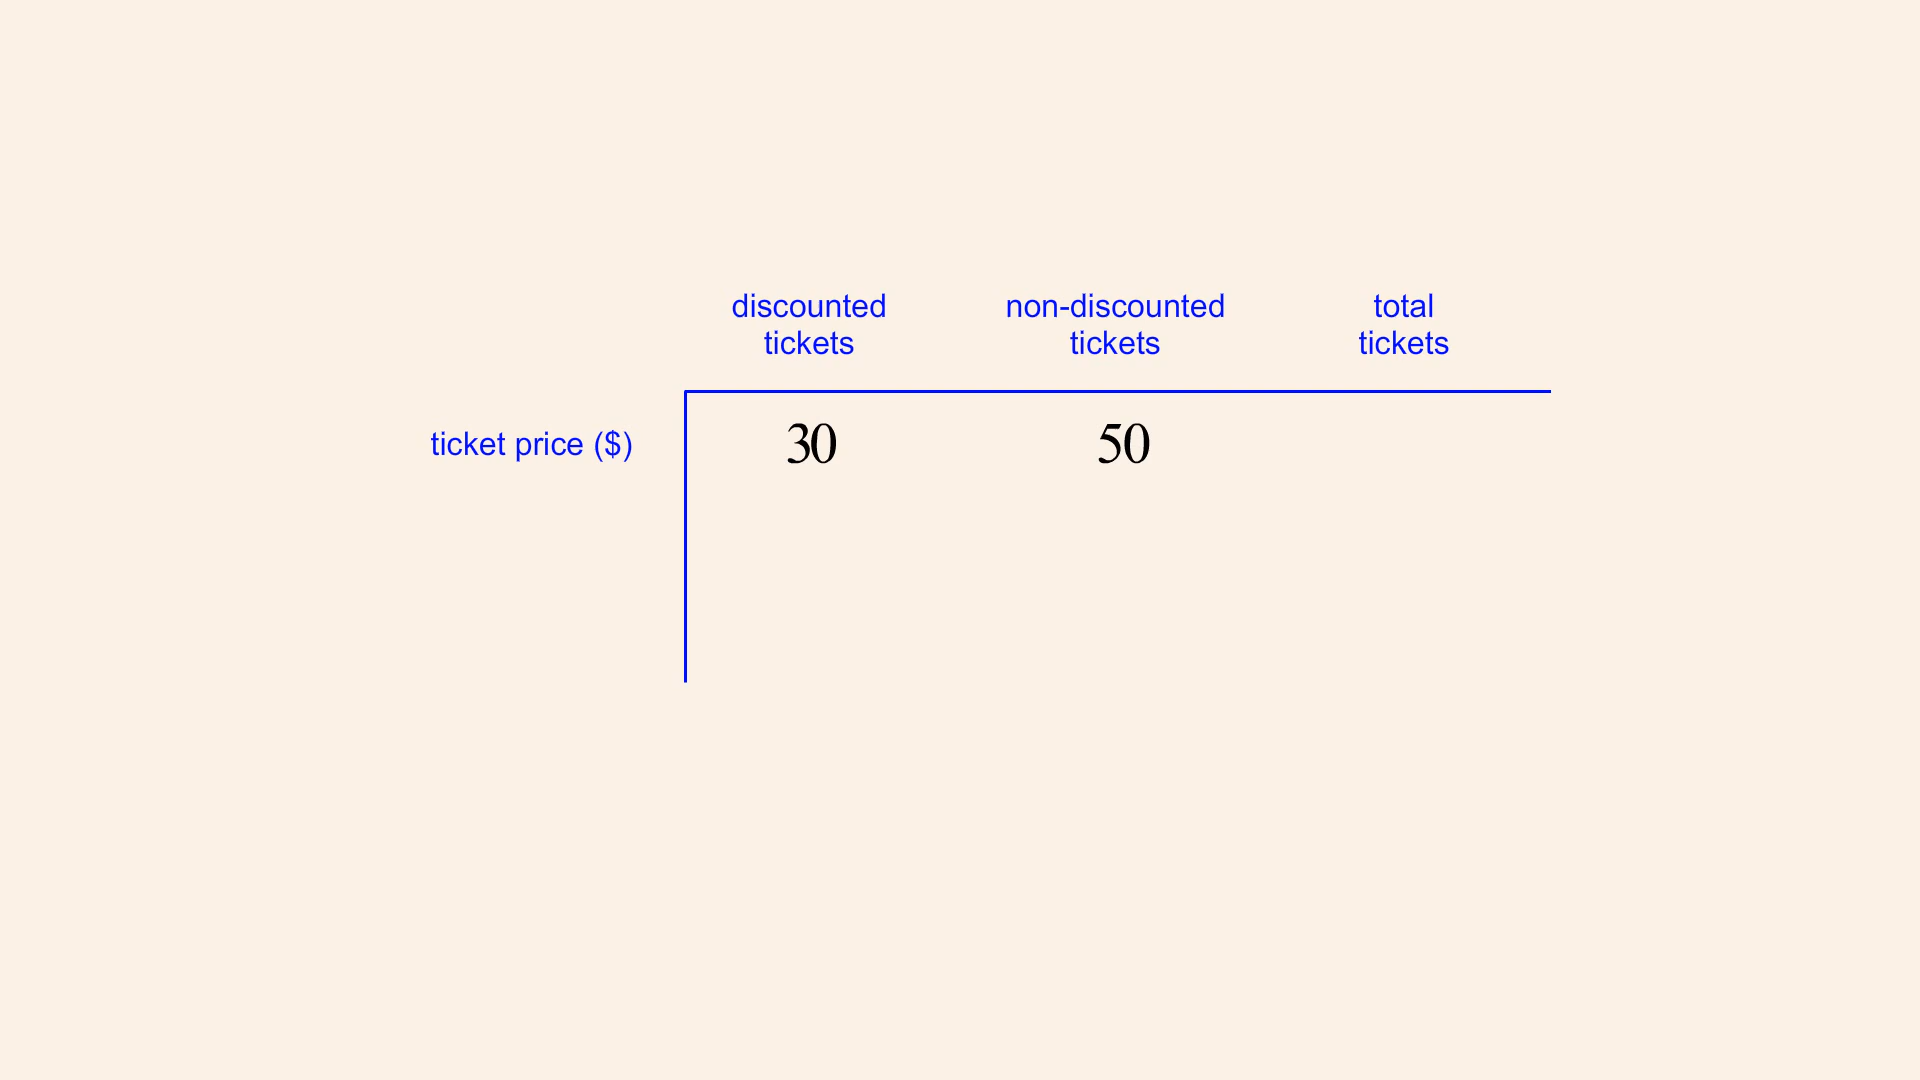 discounted non-discounted total
tickets tickets tickets
ticket price ($) 30 50